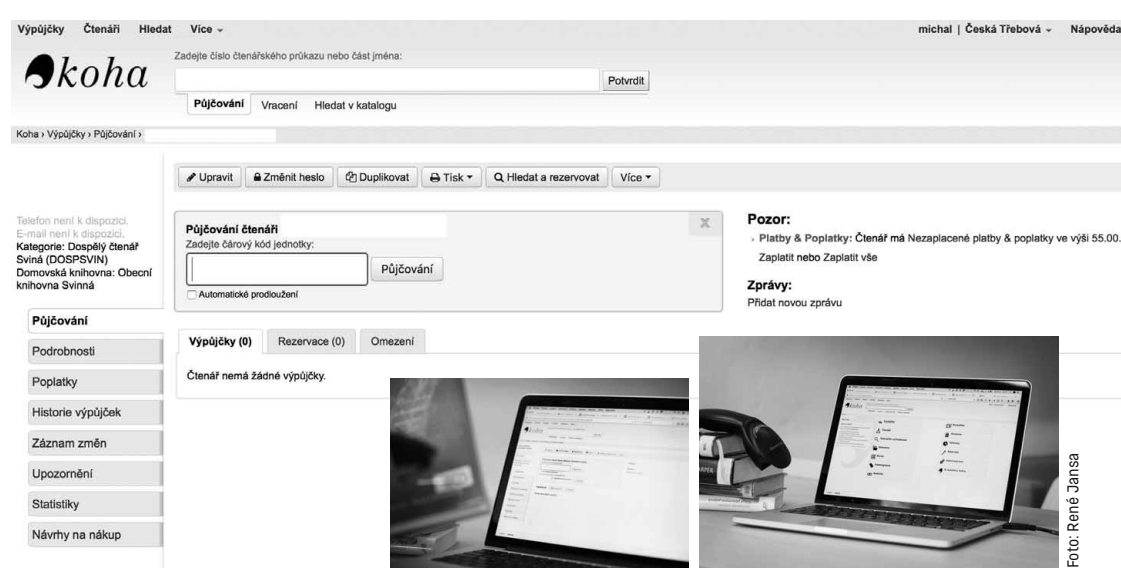 Výpůjčky Čtenáři Hledat Více
michal | Česká Třebová Nápověda
koha
Zadejte číslo čtenářského průkazu nebo část jména:
Potvrdit
Půjčování Vracení Hledat v katalogu
Koha › Výpůjčky › Půjčování ›
Upravit Změnit heslo Duplikovat Tisk Hledat a rezervovat Více
Telefon není k dispozici.
E-mail není k dispozici.
Kategorie: Dospělý čtenář
Sviná (DOSPSVIN)
Domovská knihovna: Obecní
knihovna Svinná
Půjčování
Podrobnosti
Poplatky
Historie výpůjček
Záznam změn
Upozornění
Statistiky
Návrhy na nákup
Půjčování čtenáři
X
Zadejte čárový kód jednotky:
Půjčování
Automatické prodloužení
Pozor:
› Platby & Poplatky: Čtenář má Nezaplacené platby & poplatky ve výši 55.00.
Zaplatit nebo Zaplatit vše
Zprávy:
Přidat novou zprávu
Výpůjčky (0) Rezervace (0) Omezení
Čtenář nemá žádné výpůjčky.
koha
koha
Foto: René Jansa